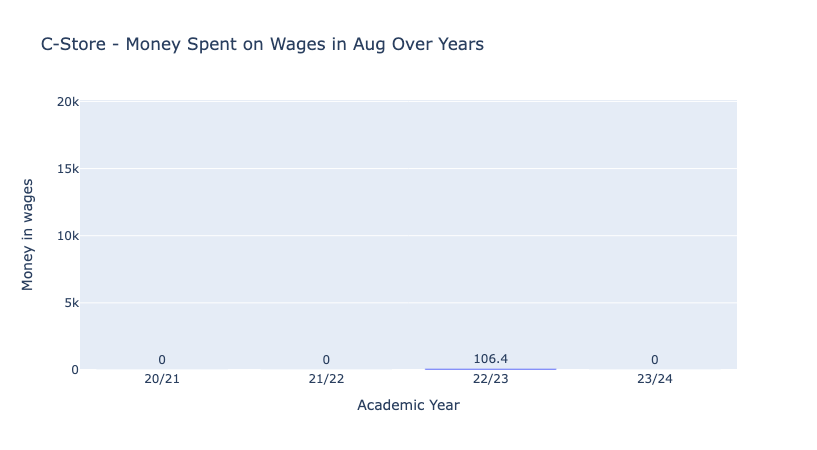 C-Store - Money Spent on Wages in Aug Over Years
Money in wages
20k
15k
10k
5k
0
0
0
106.4
0
20/21
21/22
22/23
23/24
Academic Year